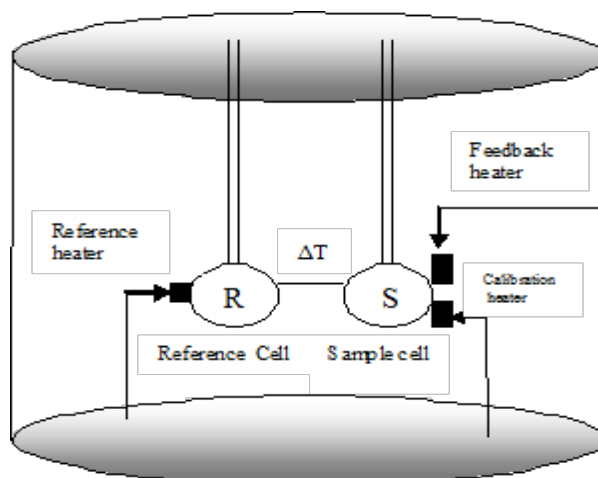 Feedback
heater
Reference
heater
ΔT
Calibration
heater
R
S
Reference Cell
Sample cell